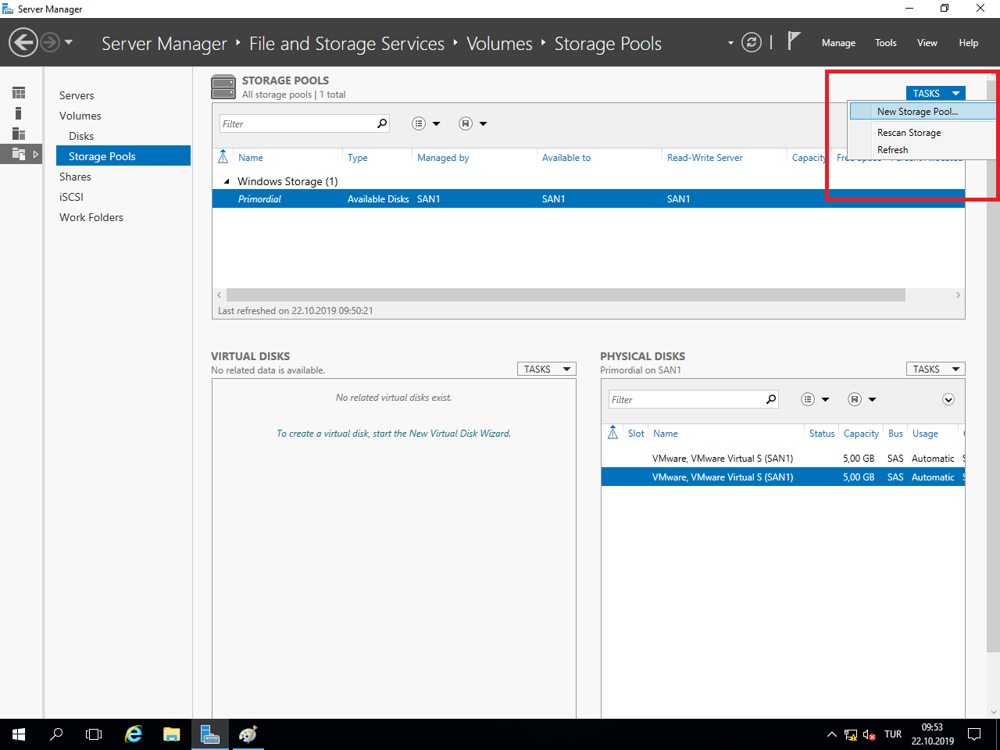 Server Manager
Server Manager ‣ File and Storage Services ‣ Volumes ‣ Storage Pools
Manage Tools View Help
Servers
Volumes
Disks
Storage Pools
Shares
iSCSI
Work Folders
STORAGE POOLS
All storage pools | 1 total
TASKS
New Storage Pool...
Rescan Storage
Refresh
Filter
Name Type Managed by Available to Read-Write Server Capacity
Windows Storage (1)
Primordial Available Disks SAN1 SAN1 SAN1
Last refreshed on 22.10.2019 09:50:21
VIRTUAL DISKS
No related data is available.
TASKS
No related virtual disks exist.
To create a virtual disk, start the New Virtual Disk Wizard.
PHYSICAL DISKS
Primordial on SAN1
TASKS
Filter
Slot Name Status Capacity Bus Usage
VMware, VMware Virtual S (SAN1) 5,00 GB SAS Automatic
VMware, VMware Virtual S (SAN1) 5,00 GB SAS Automatic
TUR
09:53
22.10.2019